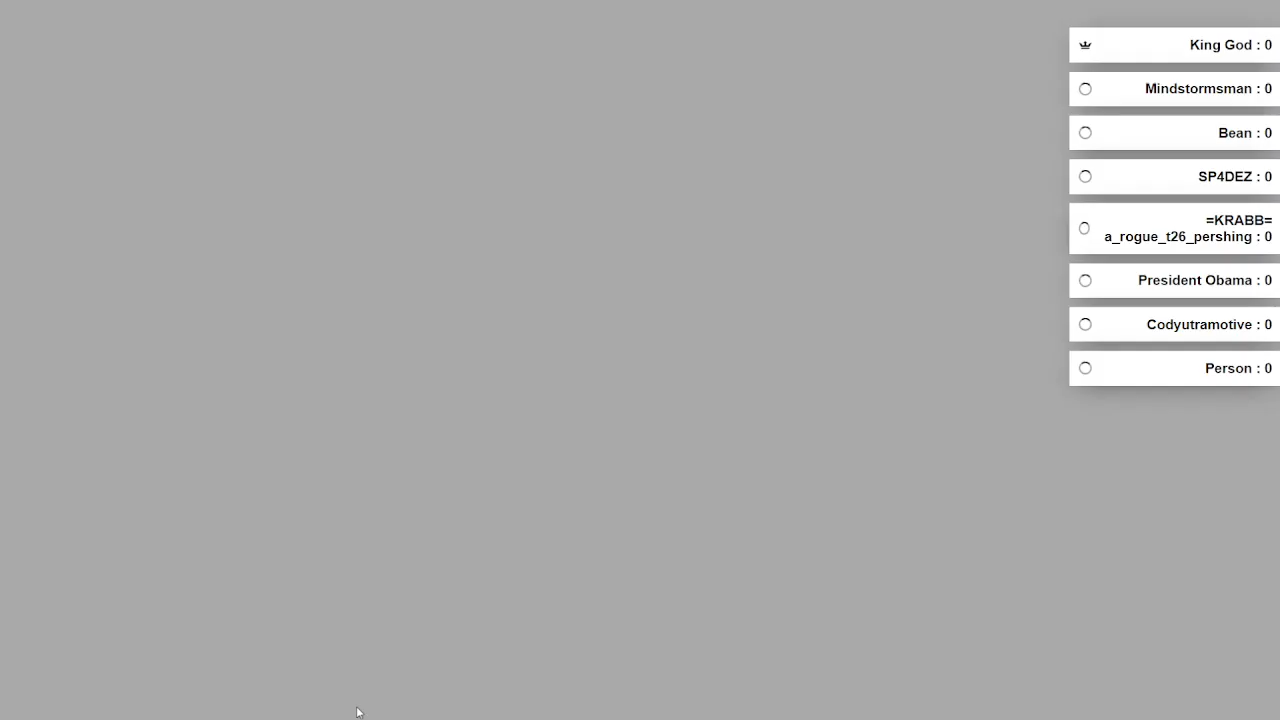 King God : 0
Mindstormsman : 0
Bean : 0
SP4DEZ : 0
=KRABB=
a_rogue_t26_pershing : 0
President Obama : 0
Codyutramotive : 0
Person : 0